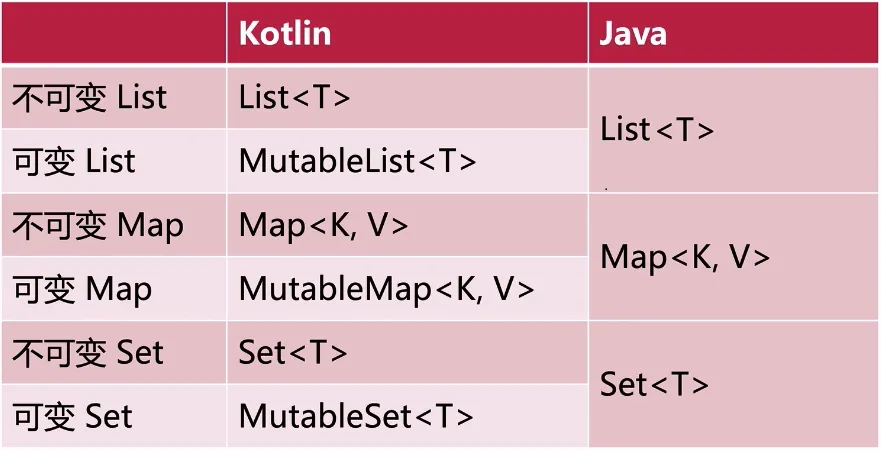 Kotlin
Java
不可变 List
List<T>
List<T>
可变 List
MutableList<T>
不可变 Map
Map<K, V>
Map<K, V>
可变 Map
MutableMap<K, V>
不可变 Set
Set<T>
Set<T>
可变 Set
MutableSet<T>